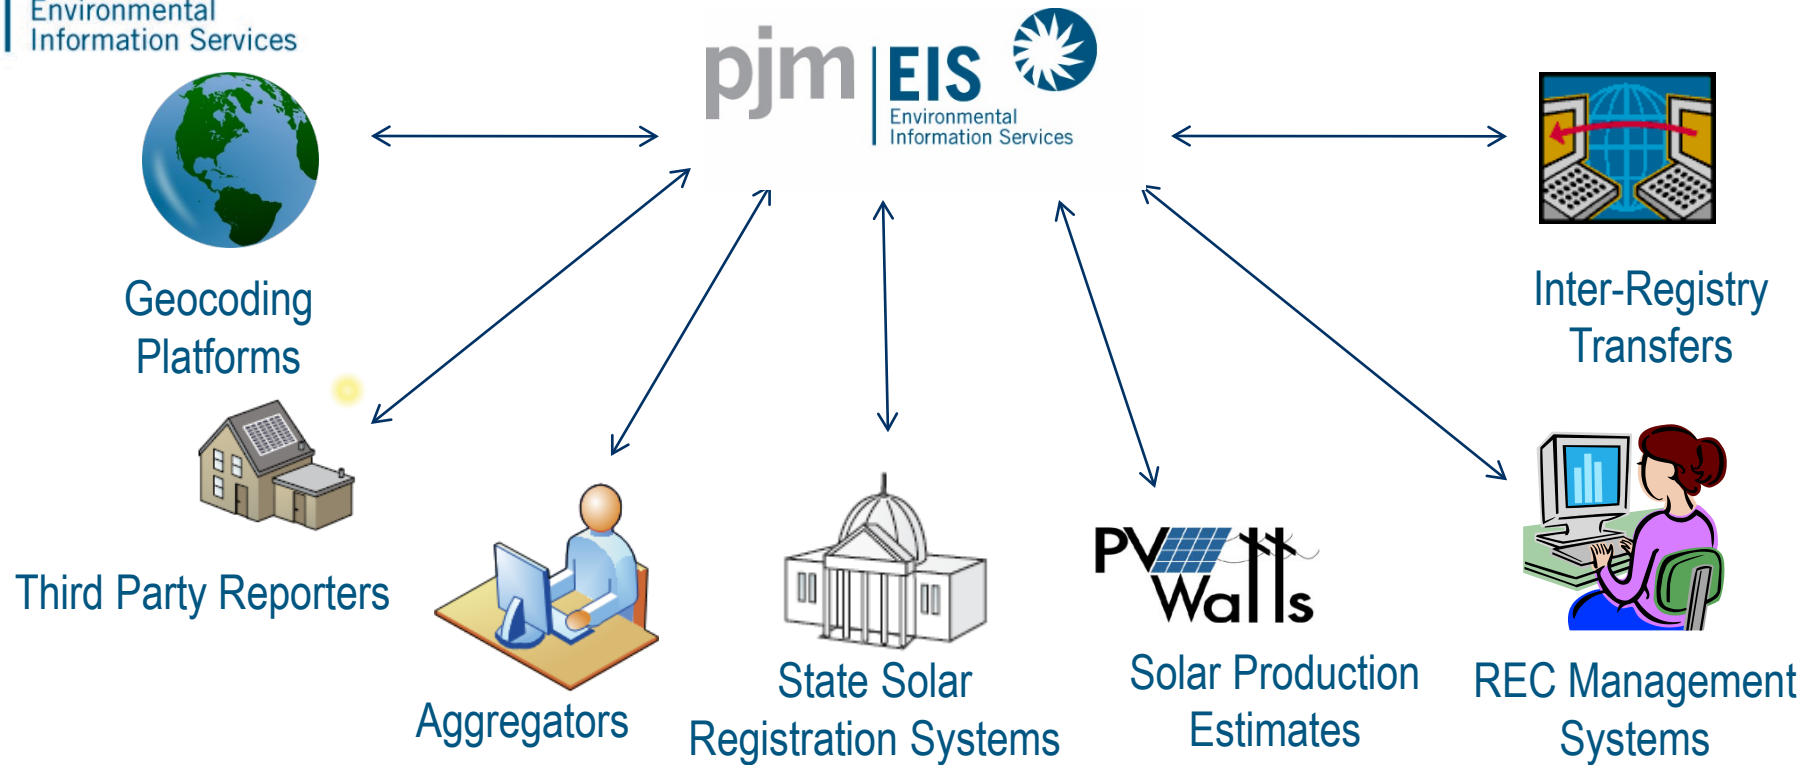 Environmental
Information Services
pjm EIS
Environmental
Information Services
Geocoding
Platforms
Inter-Registry
Transfers
Third Party Reporters
Aggregators
State Solar
Registration Systems
PV
Watts
Solar Production
Estimates
REC Management
Systems